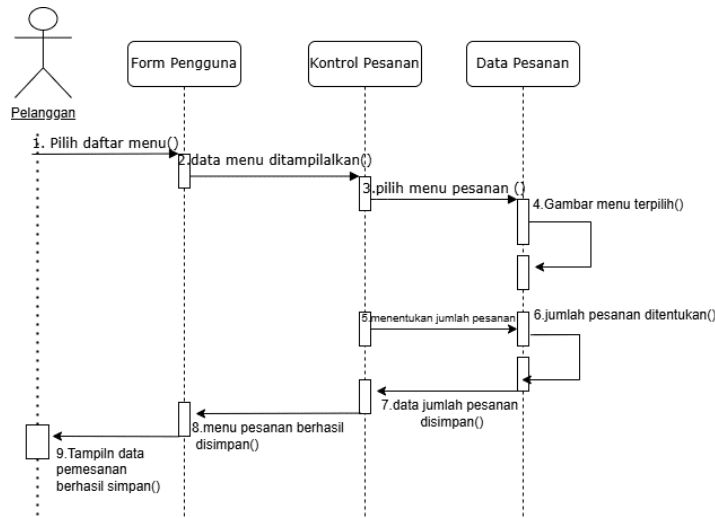 Form Pengguna
Kontrol Pesanan
Data Pesanan
Pelanggan
1. Pilih daftar menu()
2.data menu ditampilalkan()
3.pilih menu pesanan ()
4.Gambar menu terpilih()
5.menentukan jumlah pesanan
6.jumlah pesanan ditentukan()
7.data jumlah pesanan
disimpan()
8.menu pesanan berhasil
disimpan()
9.Tampiln data
pemesanan
berhasil simpan()